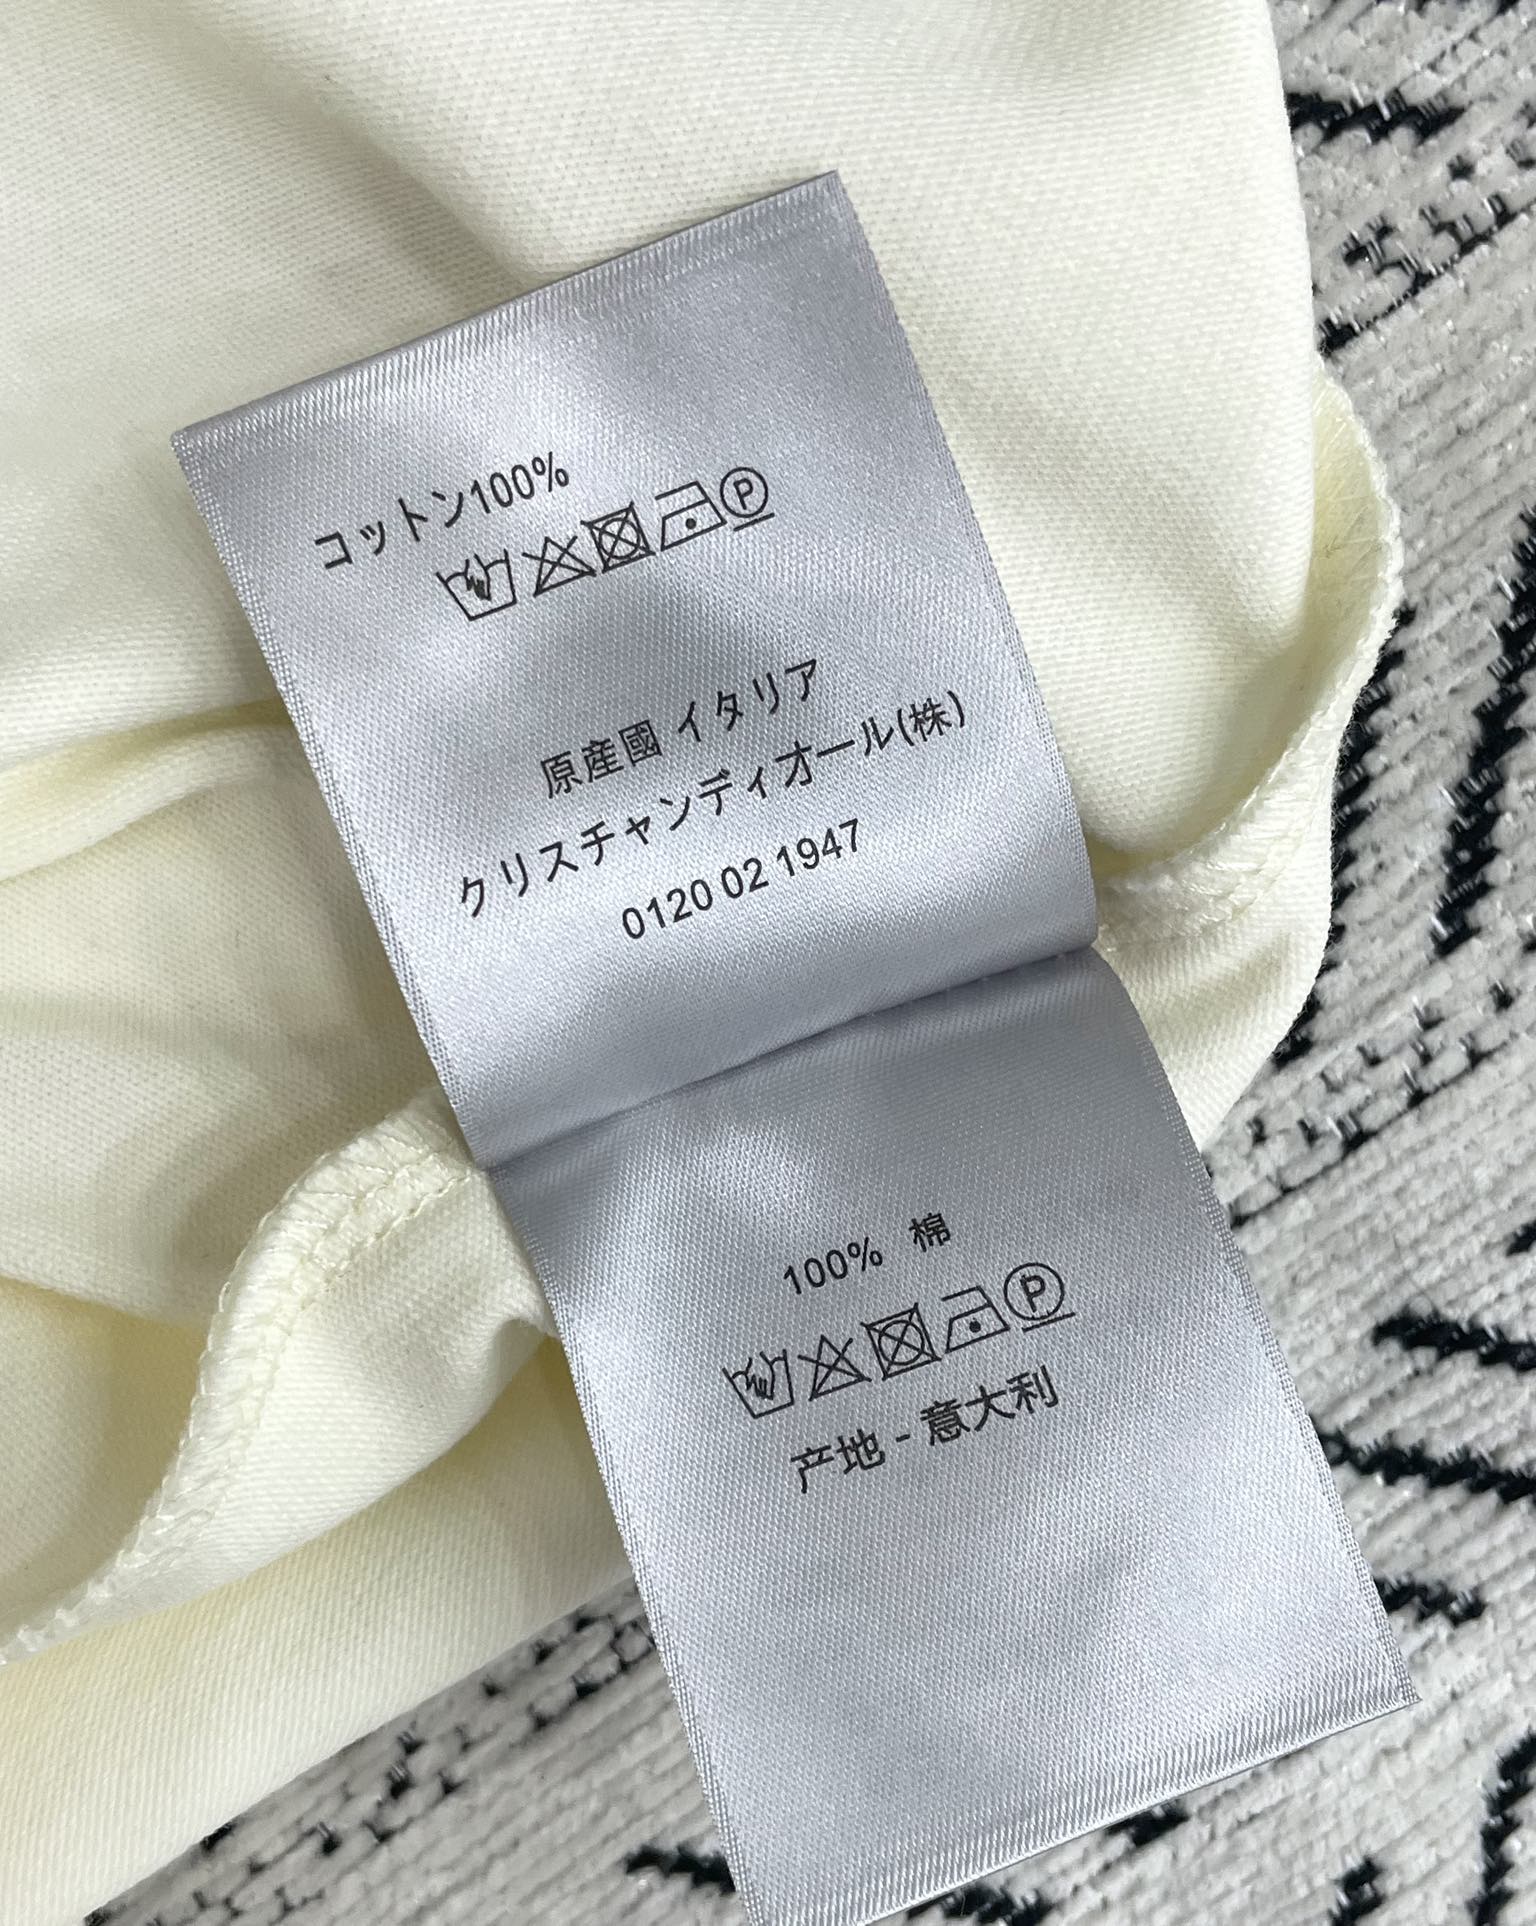 コットン100%
原産國 イタリア
クリスチャンディオール(株)
0120 02 1947
100% 棉
产地 - 意大利